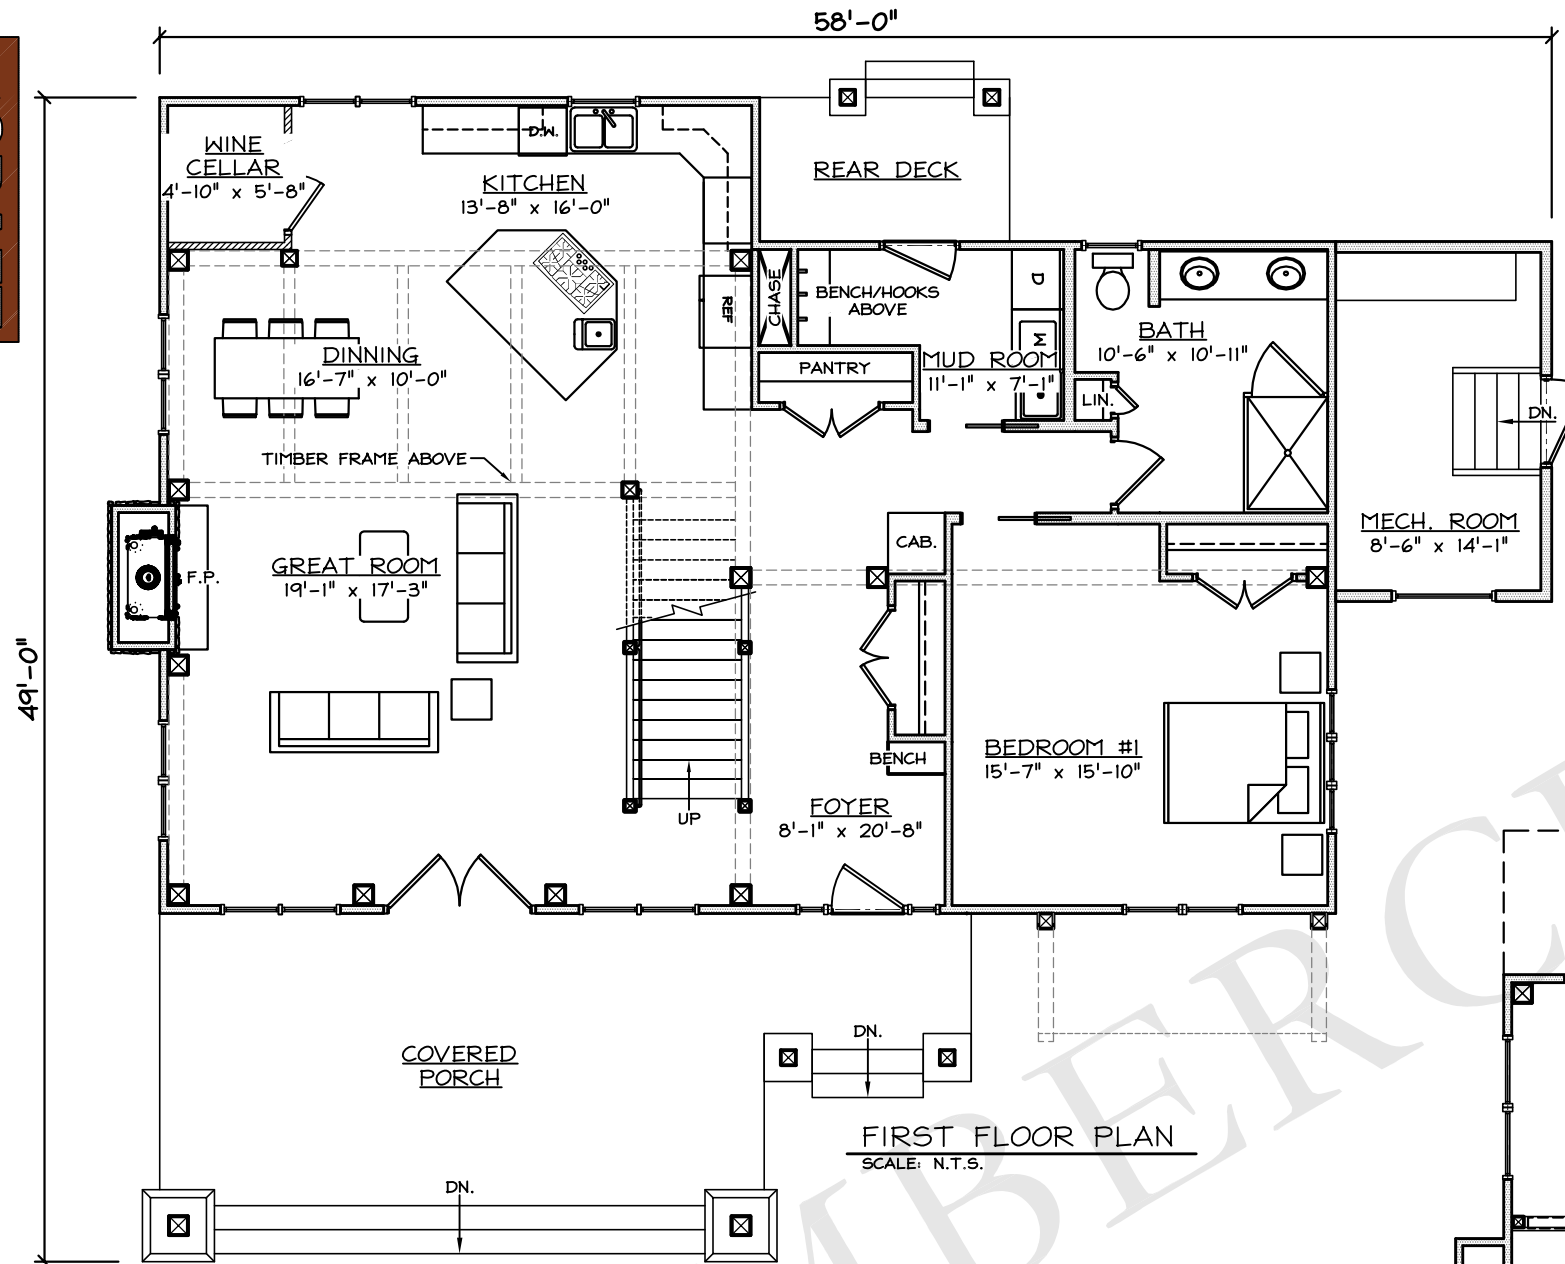 58'-0"
49'-0"
WINE
CELLAR
4'-10" x 5'-8"
D.W.
KITCHEN
13'-8" x 16'-0"
REAR DECK
CHASE
BENCH/HOOKS
ABOVE
D
W
REF
BATH
10'-6" x 10'-11"
DINNING
16'-7" x 10'-0"
PANTRY
MUD ROOM
11'-1" x 7'-1"
LIN.
DN.
TIMBER FRAME ABOVE
MECH. ROOM
8'-6" x 14'-1"
CAB.
F.P.
GREAT ROOM
19'-1" x 17'-3"
BENCH
BEDROOM #1
15'-7" x 15'-10"
UP
FOYER
8'-1" x 20'-8"
COVERED
PORCH
DN.
FIRST FLOOR PLAN
SCALE: N.T.S.
DN.